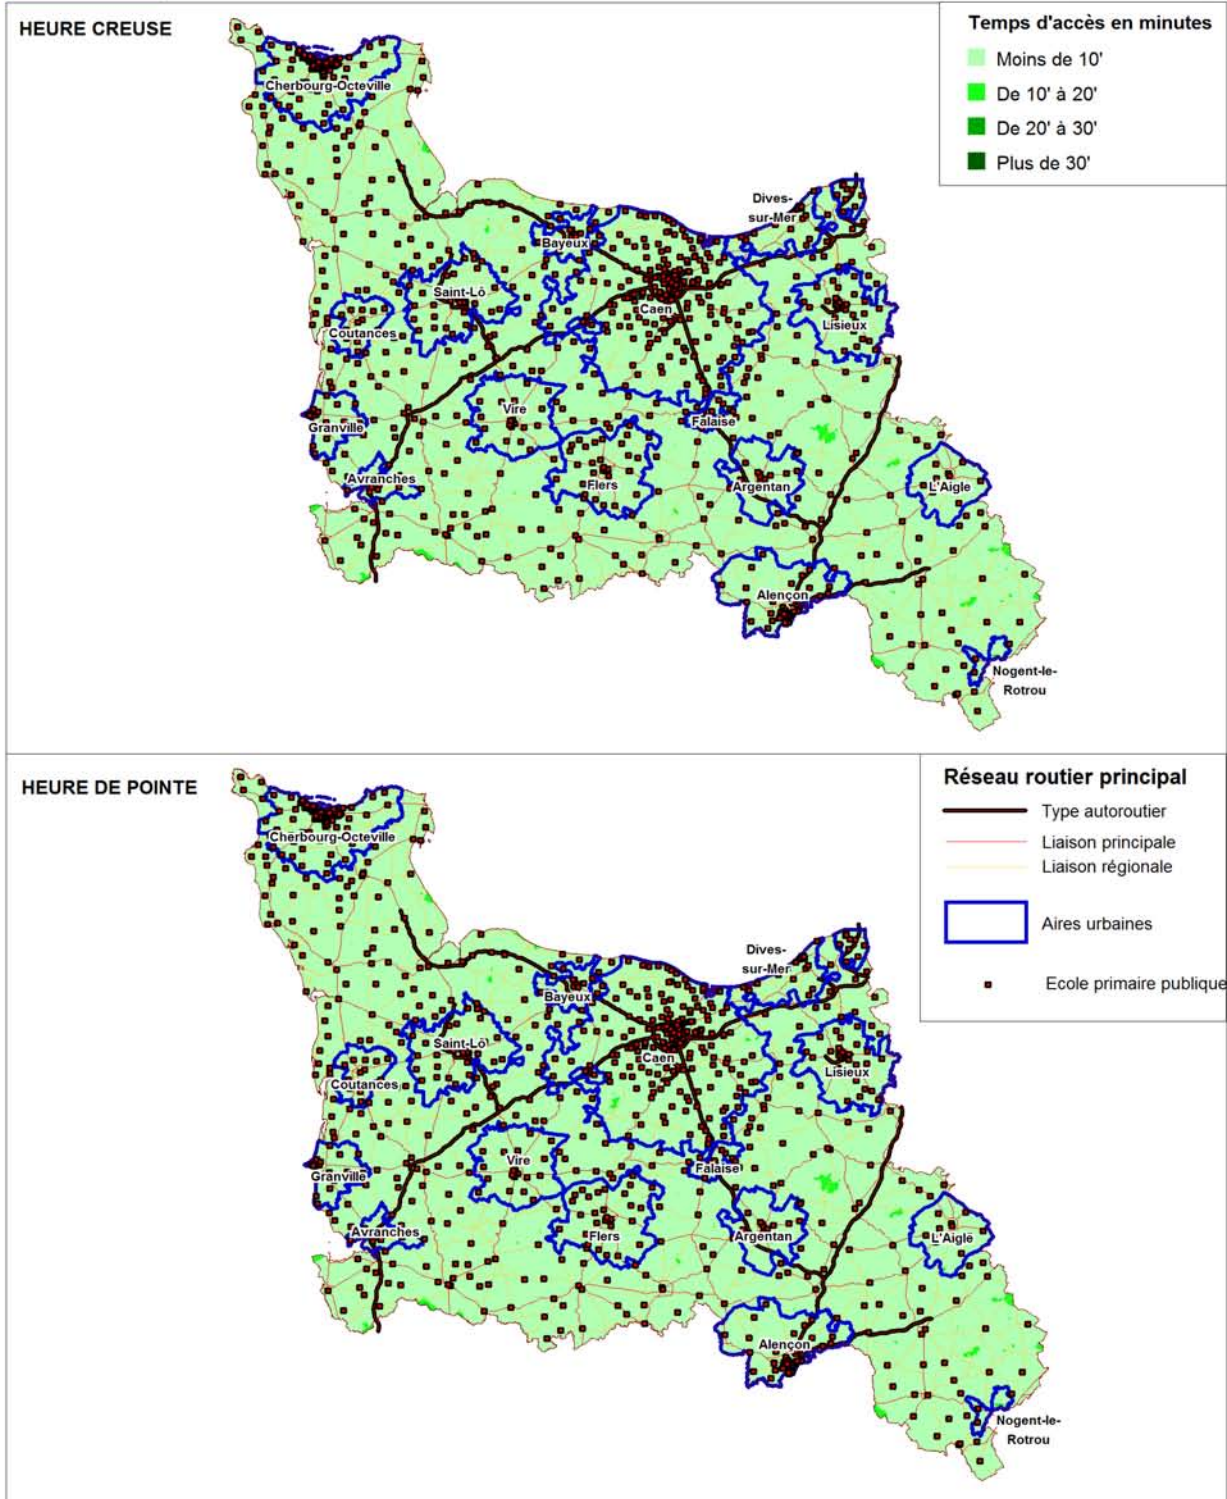 HEURE CREUSE
Temps d'accès en minutes
Moins de 10'
De 10' à 20'
De 20' à 30'
Plus de 30'
Cherbourg-Octeville
Dives-
sur-Mer
Bayeux
Saint-Lô
Caen
Lisieux
Coutances
Vire
Falaise
Granville
Avranches
Flers
Argentan
L'Aigle
Alençon
Nogent-le-
Rotrou
HEURE DE POINTE
Réseau routier principal
Type autoroutier
Liaison principale
Liaison régionale
Aires urbaines
Ecole primaire publique
Cherbourg-Octeville
Dives-
sur-Mer
Bayeux
Saint-Lô
Caen
Lisieux
Coutances
Vire
Falaise
Granville
Avranches
Flers
Argentan
L'Aigle
Alençon
Nogent-le-
Rotrou